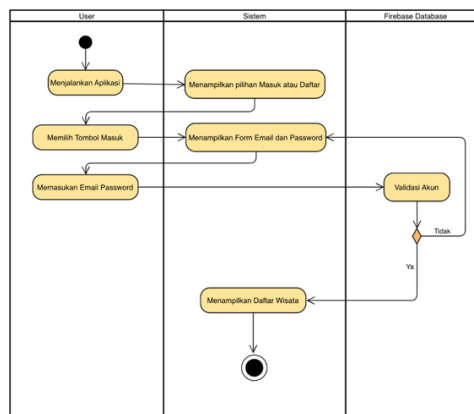 User
Sistem
Firebase Database
Menjalankan Aplikasi
Menampilkan pilihan Masuk atau Daftar
Memilih Tombol Masuk
Menampilkan Form Email dan Password
Memasukan Email Password
Validasi Akun
Tidak
Ya
Menampilkan Daftar Wisata